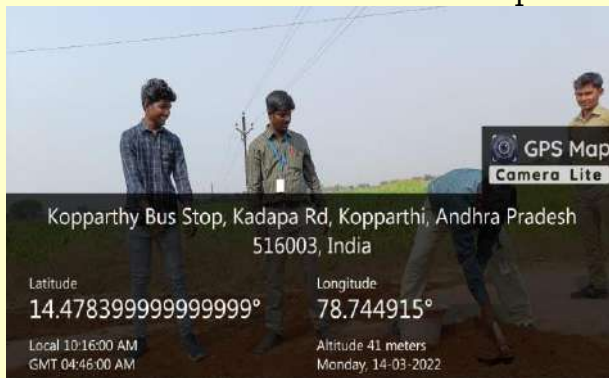 GPS Map
Camera Lite
Kopparthy Bus Stop, Kadapa Rd, Kopparthi, Andhra Pradesh
516003, India
Latitude
14.478399999999999°
Longitude
78.744915°
Local 10:16:00 AM
GMT 04:46:00 AM
Altitude 41 meters
Monday, 14-03-2022